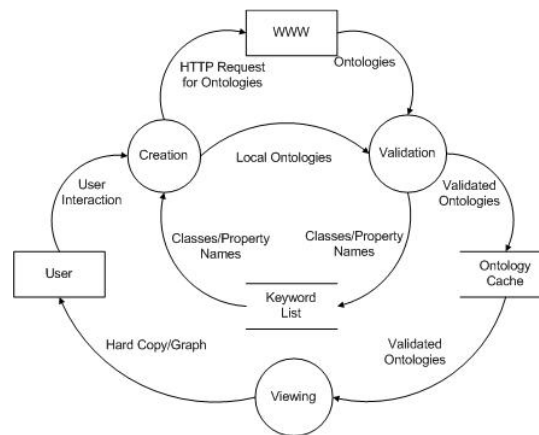 WWW
HTTP Request
for Ontologies
Ontologies
Creation
Local Ontologies
Validation
User
Interaction
Validated
Ontologies
Classes/Property
Names
Classes/Property
Names
User
Keyword
List
Ontology
Cache
Hard Copy/Graph
Validated
Ontologies
Viewing